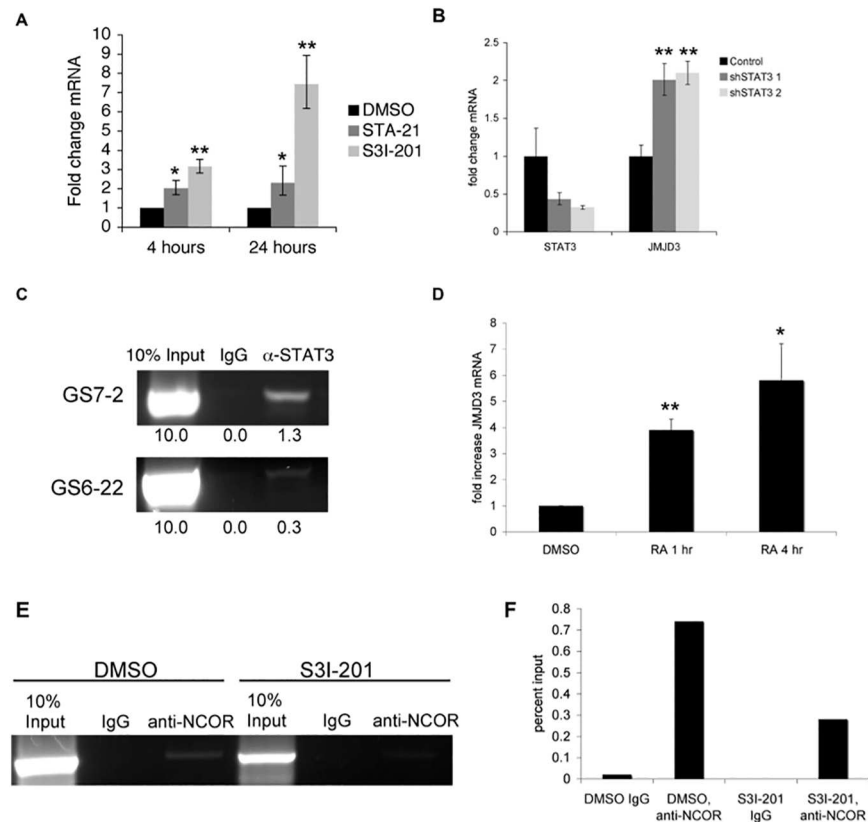 A
Fold change mRNA
10
9
8
7
6
5
4
3
2
1
0
* ** * **
4 hours 24 hours
DMSO
STA-21
S3I-201
B
fold change mRNA
2.5
2
1.5
1
0.5
0
** **
STAT3 JMJD3
Control
shSTAT3 1
shSTAT3 2
C
10% Input IgG α-STAT3
GS7-2
10.0 0.0 1.3
GS6-22
10.0 0.0 0.3
D
fold increase JMJD3 mRNA
8
7
6
5
4
3
2
1
0
** *
DMSO RA 1 hr RA 4 hr
E
DMSO S3I-201
10% Input IgG anti-NCOR 10% Input IgG anti-NCOR
F
percent input
0.8
0.7
0.6
0.5
0.4
0.3
0.2
0.1
0
DMSO IgG DMSO, anti-NCOR S3I-201 IgG S3I-201, anti-NCOR